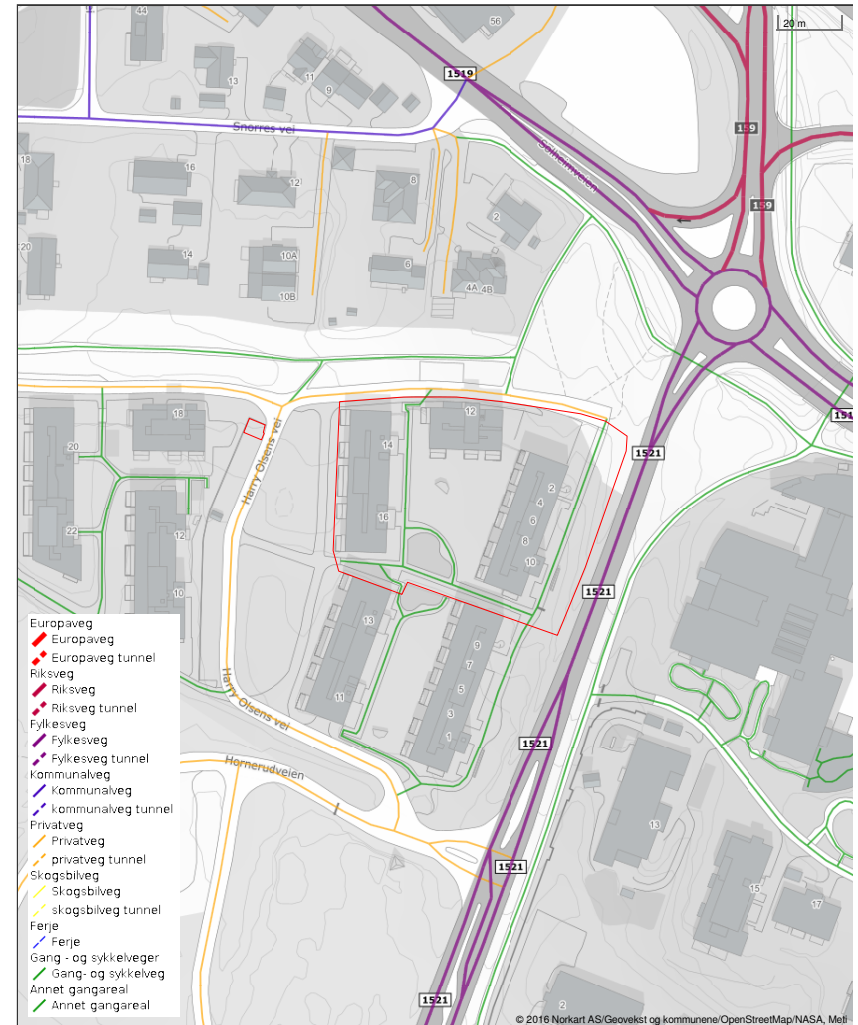 44
56
20 m
13
11
9
1519
159
Snorres vei
Solheimveien
18
16
12
8
2
159
20
14
10A
10B
6
4A 4B
151
18
12
20
14
1521
Harry Olsens vei
2
4
16
6
22
12
8
10
10
1521
13
9
7
11
5
3
1
Harry Olsens vei
1521
Hornerudveien
13
1521
15
17
1521
2
Europaveg
Europaveg
Europaveg tunnel
Riksveg
Riksveg
Riksveg tunnel
Fylkesveg
Fylkesveg
Fylkesveg tunnel
Kommunalveg
Kommunalveg
kommunalveg tunnel
Privatveg
Privatveg
privatveg tunnel
Skogsbilveg
Skogsbilveg
skogsbilveg tunnel
Ferje
Ferje
Gang - og sykkelveger
Gang- og sykkelveg
Annet gangareal
Annet gangareal
© 2016 Norkart AS/Geovekst og kommunene/OpenStreetMap/NASA, Meti